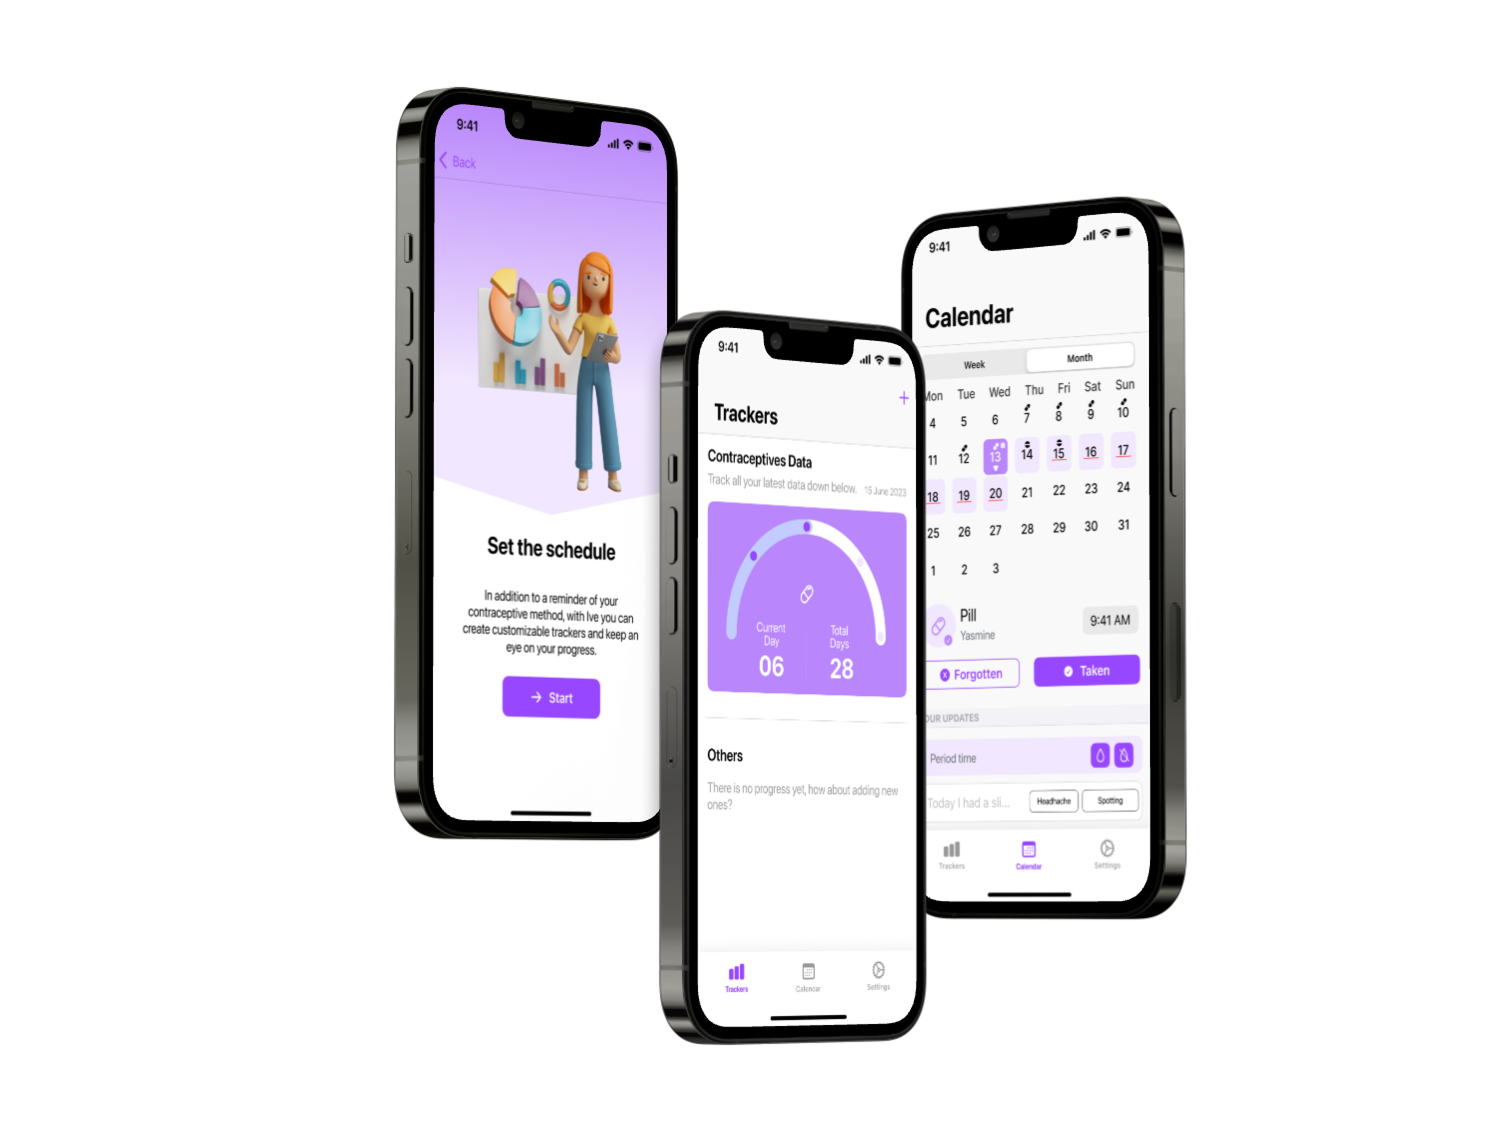 9:41
Back
Set the schedule
In addition to a reminder of your
contraceptive method, with Ive you can
create customizable trackers and keep an
eye on your progress.
Start
9:41
Trackers
Contraceptives Data
Track all your latest data down below. 15 June 2023
Current Day
06
Total Days
28
Others
There is no progress yet, how about adding new
ones?
Trackers Calendar Settings
9:41
Calendar
Week Month
Mon Tue Wed Thu Fri Sat Sun
4 5 6 7 8 9 10
11 12 13 14 15 16 17
18 19 20 21 22 23 24
25 26 27 28 29 30 31
1 2 3
Pill
Yasmine
9:41 AM
Forgotten Taken
OUR UPDATES
Period time
Today I had a sli... Headhache Spotting
Trackers Calendar Settings